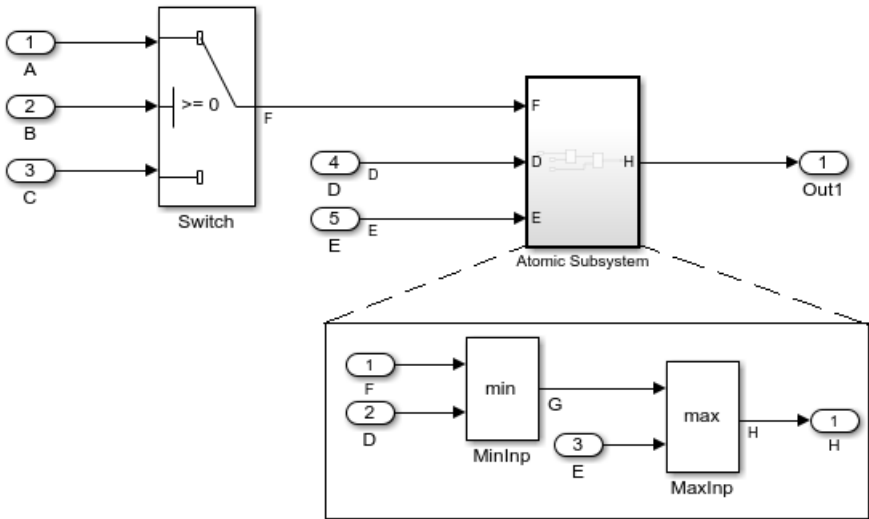 1
A
2
B
3
C
>= 0
F
Switch
4
D
D
5
E
E
F
D
E
H
Atomic Subsystem
1
Out1
1
F
2
D
min
MinInp
G
3
E
max
MaxInp
H
1
H